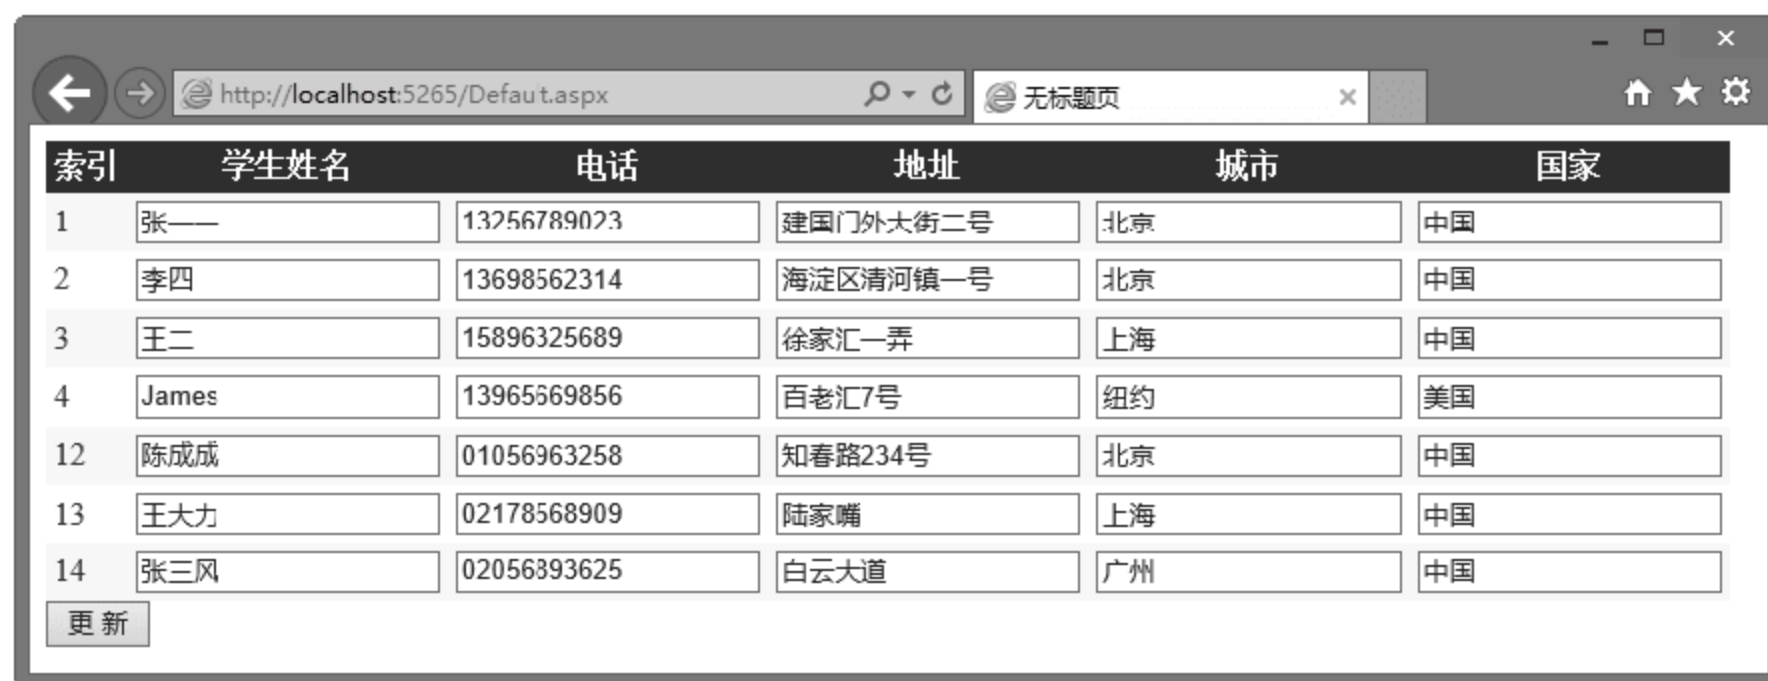 http://localhost:5265/Defaut.aspx 无标题页
索引 学生姓名 电话 地址 城市 国家
1 张一一 13256789023 建国门外大街二号 北京 中国
2 李四 13698562314 海淀区清河镇一号 北京 中国
3 王二 15896325689 徐家汇一弄 上海 中国
4 James 13965669856 百老汇7号 纽约 美国
12 陈成成 01056963258 知春路234号 北京 中国
13 王大力 02178568909 陆家嘴 上海 中国
14 张三风 02056893625 白云大道 广州 中国
更 新